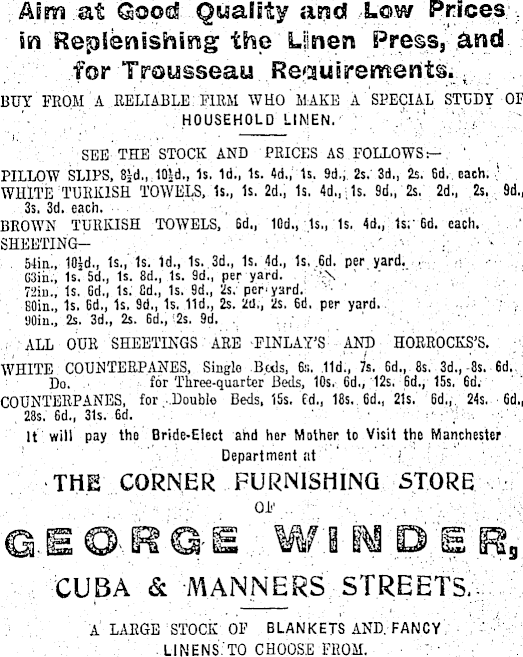 Aim at Good Quality and Low Prices
in Replenishing the Linen Press, and
for Trousseau Requirements.
BUY FROM A RELIABLE FIRM WHO MAKE A SPECIAL STUDY OF
HOUSEHOLD LINEN.
SEE THE STOCK AND PRICES AS FOLLOWS:—
PILLOW SLIPS, 8½d., 10½d., 1s. 1d., 1s. 4d., 1s. 9d., 2s. 3d., 2s. 6d. each.
WHITE TURKISH TOWELS, 1s., 1s. 2d., 1s. 4d., 1s. 9d., 2s. 2d., 2s. 9d.,
3s. 3d. each.
BROWN TURKISH TOWELS, 6d., 10d., 1s., 1s. 4d., 1s. 6d. each.
SHEETING—
54in., 10½d., 1s., 1s. 1d., 1s. 3d., 1s. 4d., 1s. 6d. per yard.
63in., 1s. 5d., 1s. 8d., 1s. 9d., per yard.
72in., 1s. 6d., 1s. 8d., 1s. 9d., 2s. per yard.
80in., 1s. 6d., 1s. 9d., 1s. 11d., 2s. 2d., 2s. 6d. per yard.
90in., 2s. 3d., 2s. 6d., 2s. 9d.
ALL OUR SHEETINGS ARE FINLAY'S AND HORROCKS'S.
WHITE COUNTERPANES, Single Beds, 6s. 11d., 7s. 6d., 8s. 3d., 8s. 6d.
Do. for Three-quarter Beds, 10s. 6d., 12s. 6d., 15s. 6d.
COUNTERPANES, for Double Beds, 15s. 6d., 18s. 6d., 21s. 6d., 24s. 6d.,
28s. 6d., 31s. 6d.
It will pay the Bride-Elect and her Mother to Visit the Manchester
Department at
THE CORNER FURNISHING STORE
OF
GEORGE WINDER,
CUBA & MANNERS STREETS.
A LARGE STOCK OF BLANKETS AND FANCY
LINENS TO CHOOSE FROM.